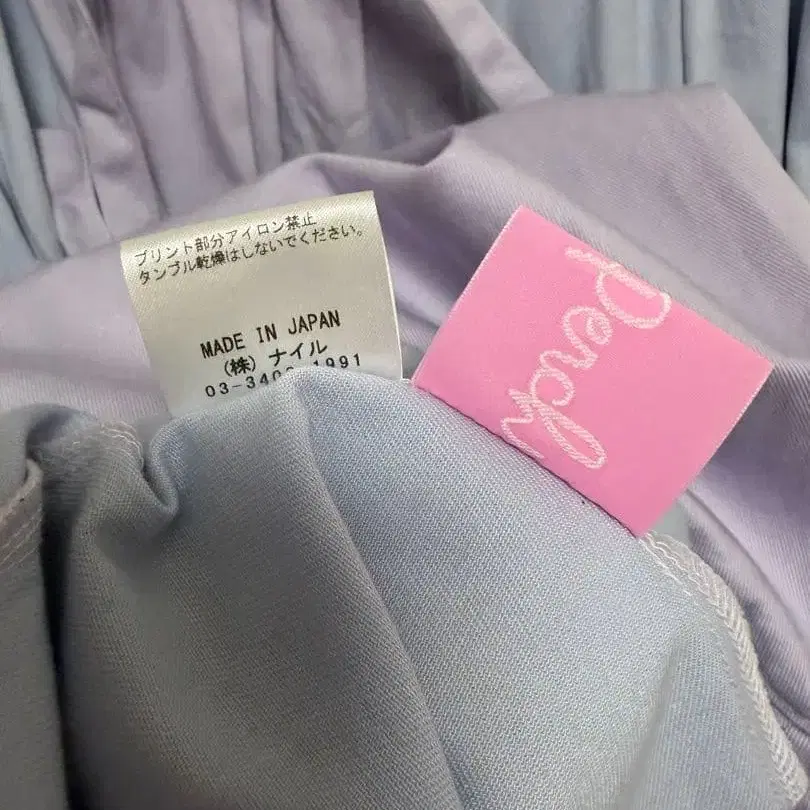 プリント部分アイロン禁止
タンブル乾燥はしないでください。
MADE IN JAPAN
(株) ナイル
Perch